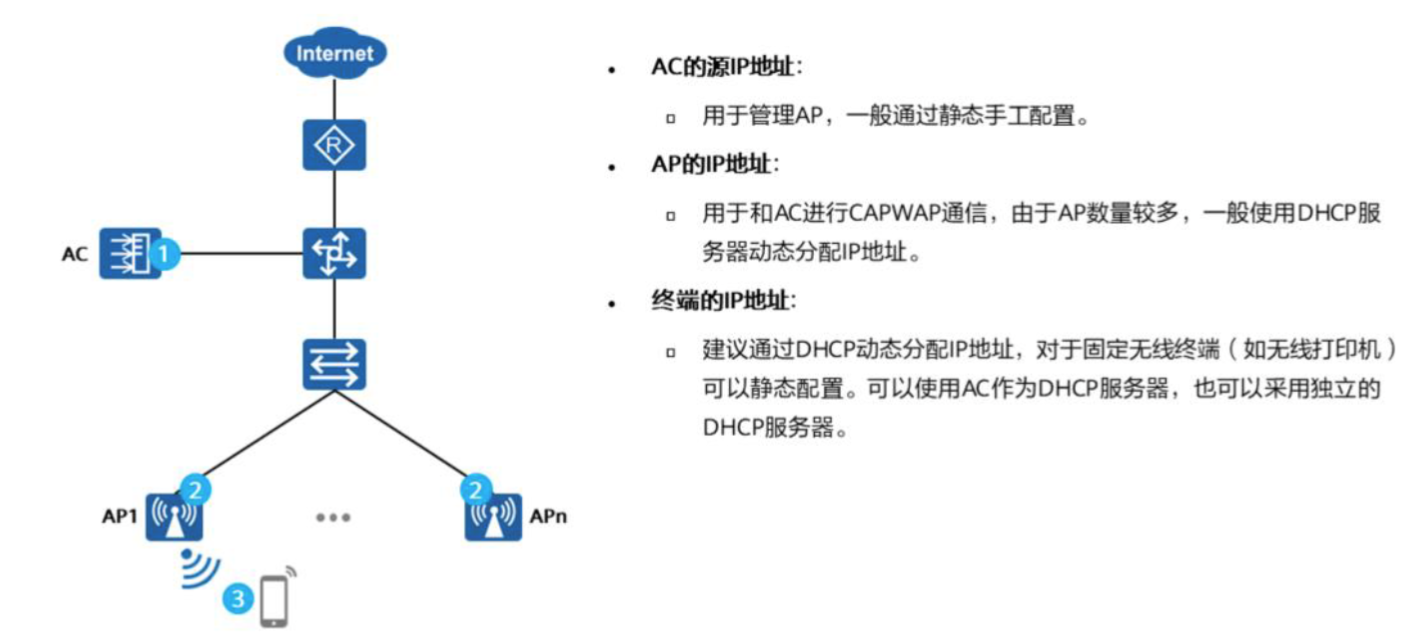 Internet
R
AC
1
2
2
AP1
APn
3
AC的源IP地址:
用于管理AP，一般通过静态手工配置。
AP的IP地址:
用于和AC进行CAPWAP通信，由于AP数量较多，一般使用DHCP服
务器动态分配IP地址。
终端的IP地址:
建议通过DHCP动态分配IP地址，对于固定无线终端（如无线打印机）
可以静态配置。可以使用AC作为DHCP服务器，也可以采用独立的
DHCP服务器。